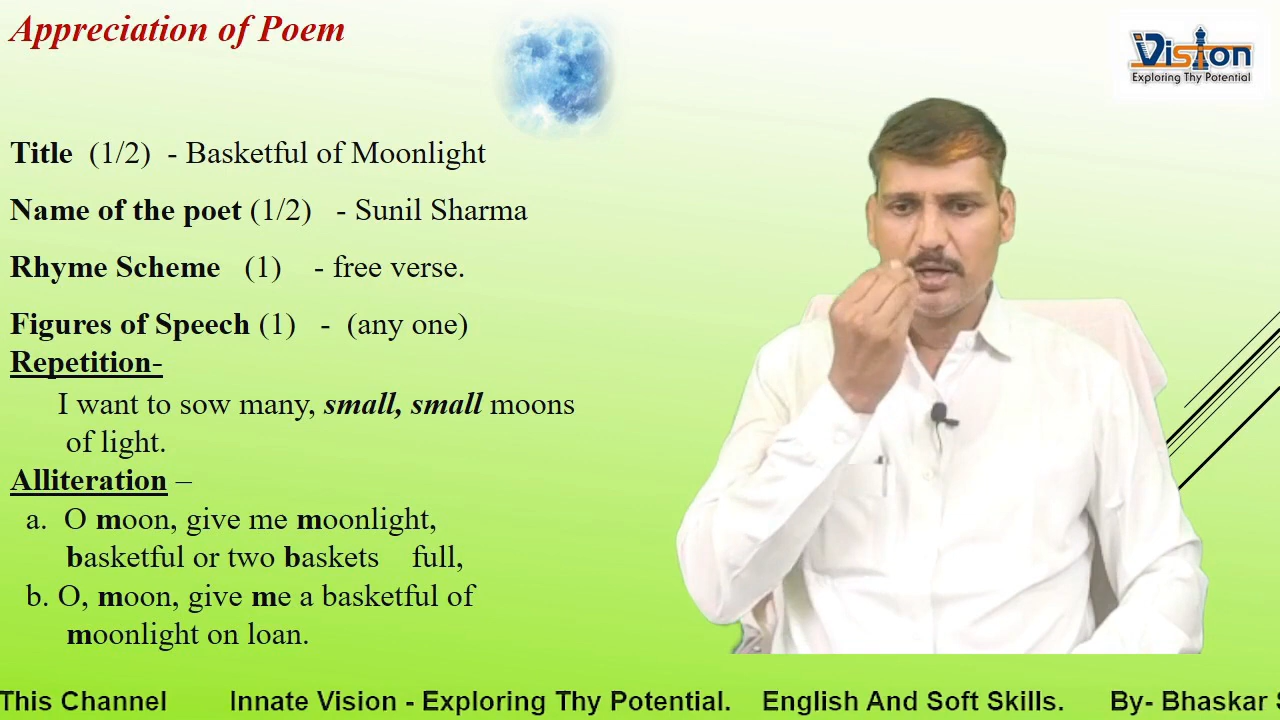 Appreciation of Poem
Vision
Exploring Thy Potential
Title (1/2) - Basketful of Moonlight
Name of the poet (1/2) - Sunil Sharma
Rhyme Scheme (1) - free verse.
Figures of Speech (1) - (any one)
Repetition-
I want to sow many, small, small moons
of light.
Alliteration –
a. O moon, give me moonlight,
basketful or two baskets full,
b. O, moon, give me a basketful of
moonlight on loan.
This Channel Innate Vision - Exploring Thy Potential. English And Soft Skills. By- Bhaskar